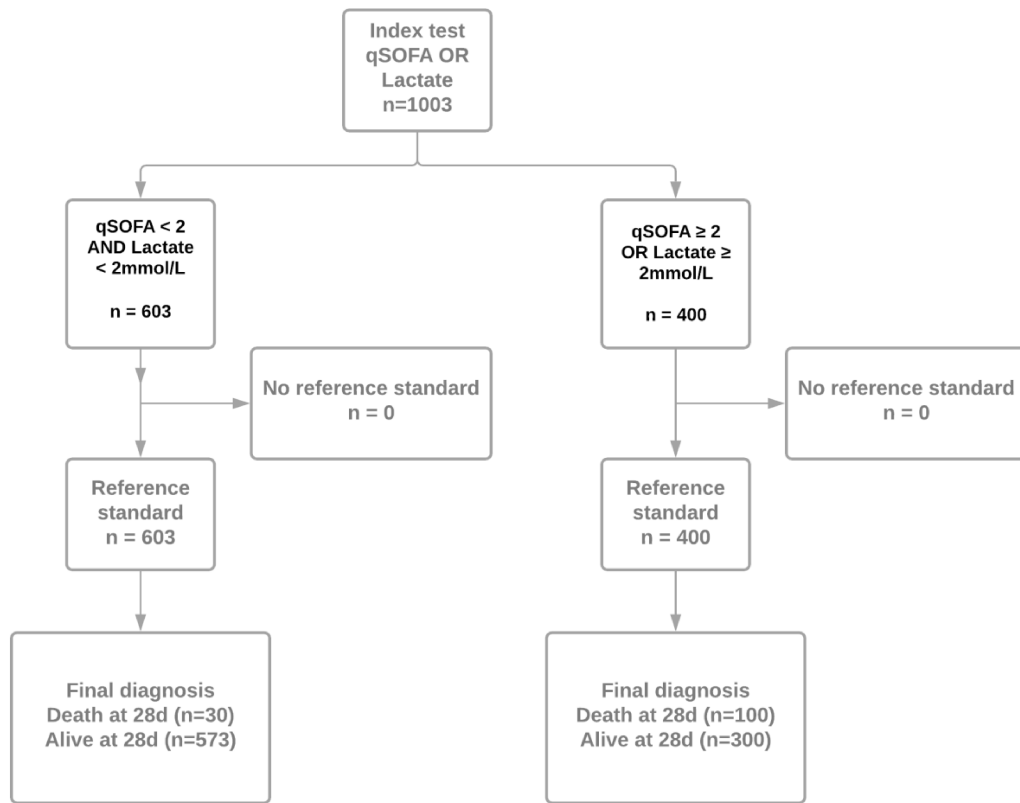 Index test
qSOFA OR
Lactate
n=1003
qSOFA < 2
AND Lactate
< 2mmol/L
n = 603
qSOFA ≥ 2
OR Lactate ≥
2mmol/L
n = 400
No reference standard
n = 0
No reference standard
n = 0
Reference
standard
n = 603
Reference
standard
n = 400
Final diagnosis
Death at 28d (n=30)
Alive at 28d (n=573)
Final diagnosis
Death at 28d (n=100)
Alive at 28d (n=300)